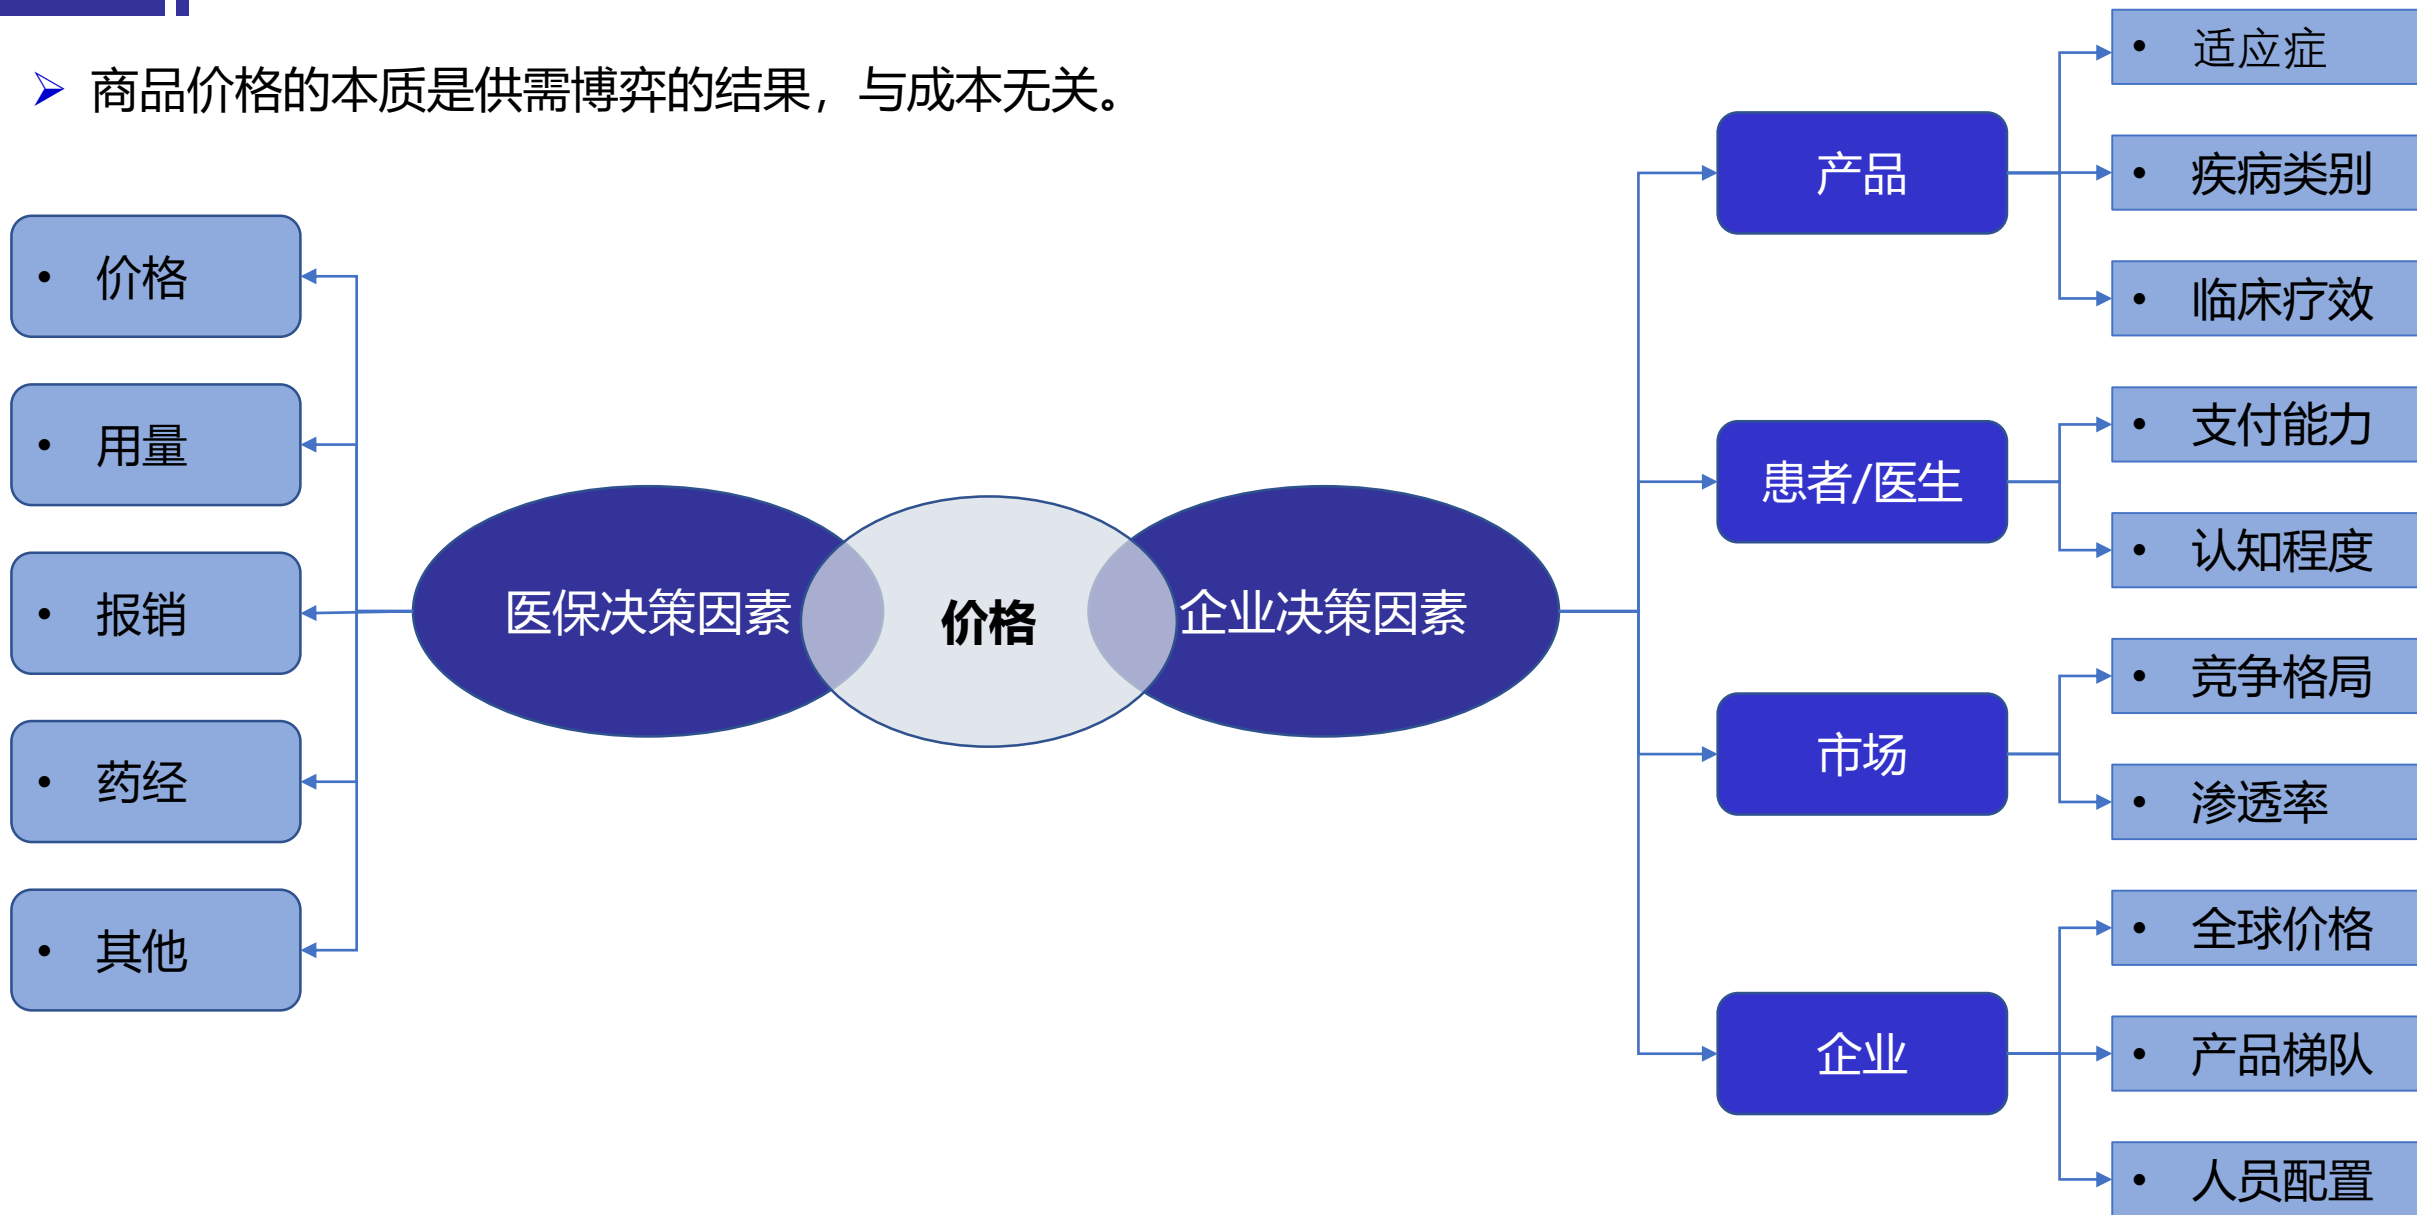 商品价格的本质是供需博弈的结果，与成本无关。
价格
用量
报销
药经
其他
医保决策因素
价格
企业决策因素
产品
适应症
疾病类别
临床疗效
患者/医生
支付能力
认知程度
市场
竞争格局
渗透率
企业
全球价格
产品梯队
人员配置